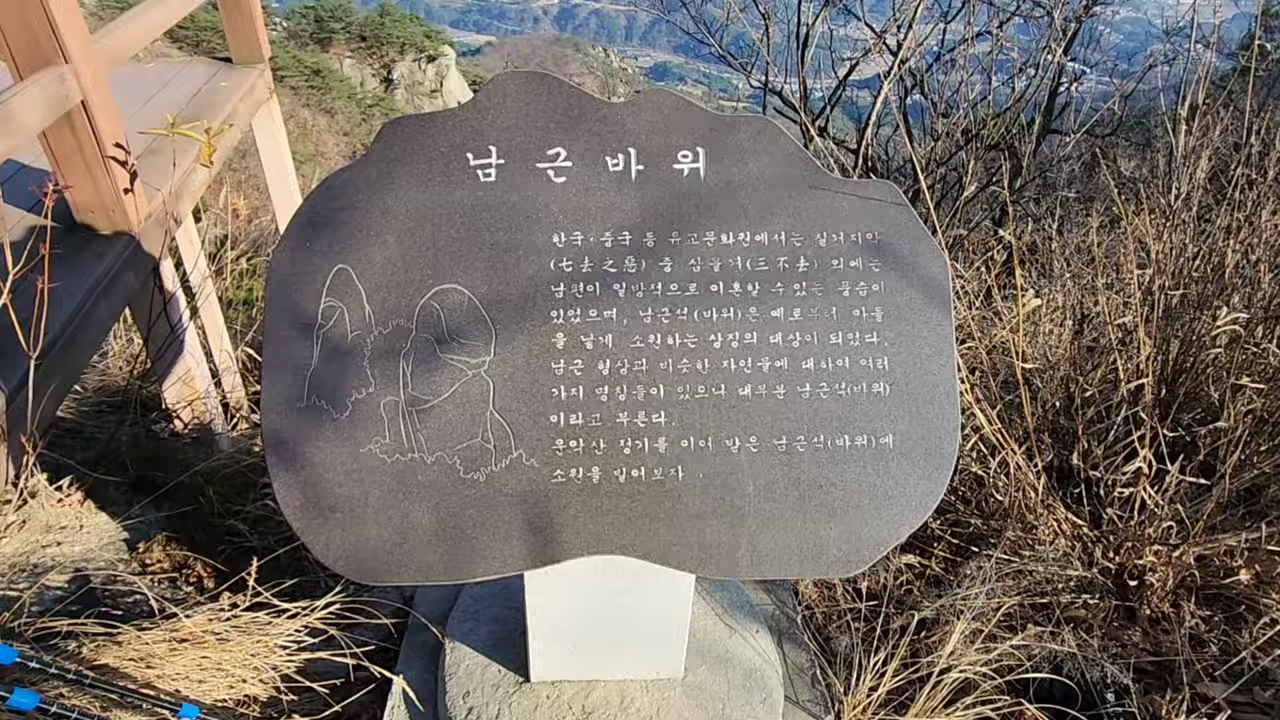 남근바위
한국·중국 등 유교문화권에서는 칠거지악
(七去之惡) 중 삼불거(三不去) 외에는
남편이 일방적으로 이혼할 수 있는 풍습이
있었으며, 남근석(바위)은 예로부터 아들
을 낳게 소원하는 상징의 대상이 되었다.
남근 형상과 비슷한 자연물에 대하여 여러
가지 명칭들이 있으나 대부분 남근석(바위)
이라고 부른다.
운악산 정기를 이어 받은 남근석(바위)에
소원을 빌어보자.